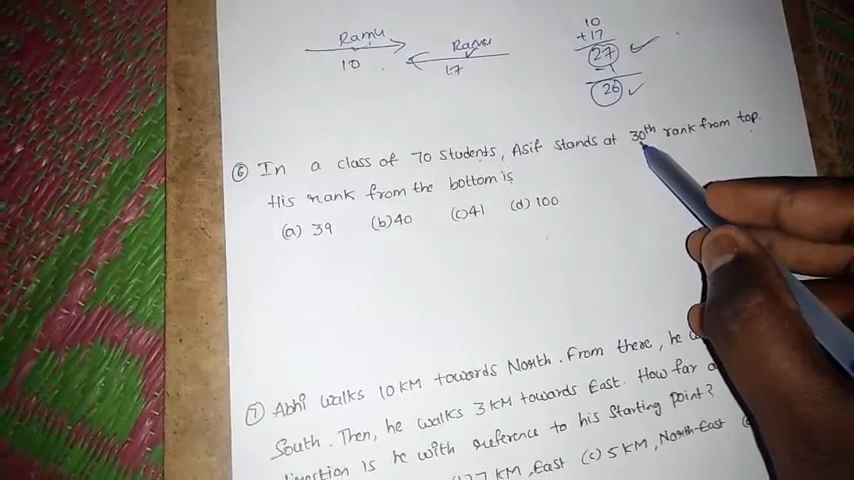 Ramu
10
Ramu
17
10
+17
27
-1
26
6 In a class of 70 students, Asif stands at 30th rank from top.
His rank from the bottom is
(a) 39 (b) 40 (c) 41 (d) 100
7 Abhi walks 10 KM towards North. From there, he
South. Then, he walks 3 KM towards East. How far
direction is he with reference to his starting point?
7 KM, East (c) 5 KM, North-East